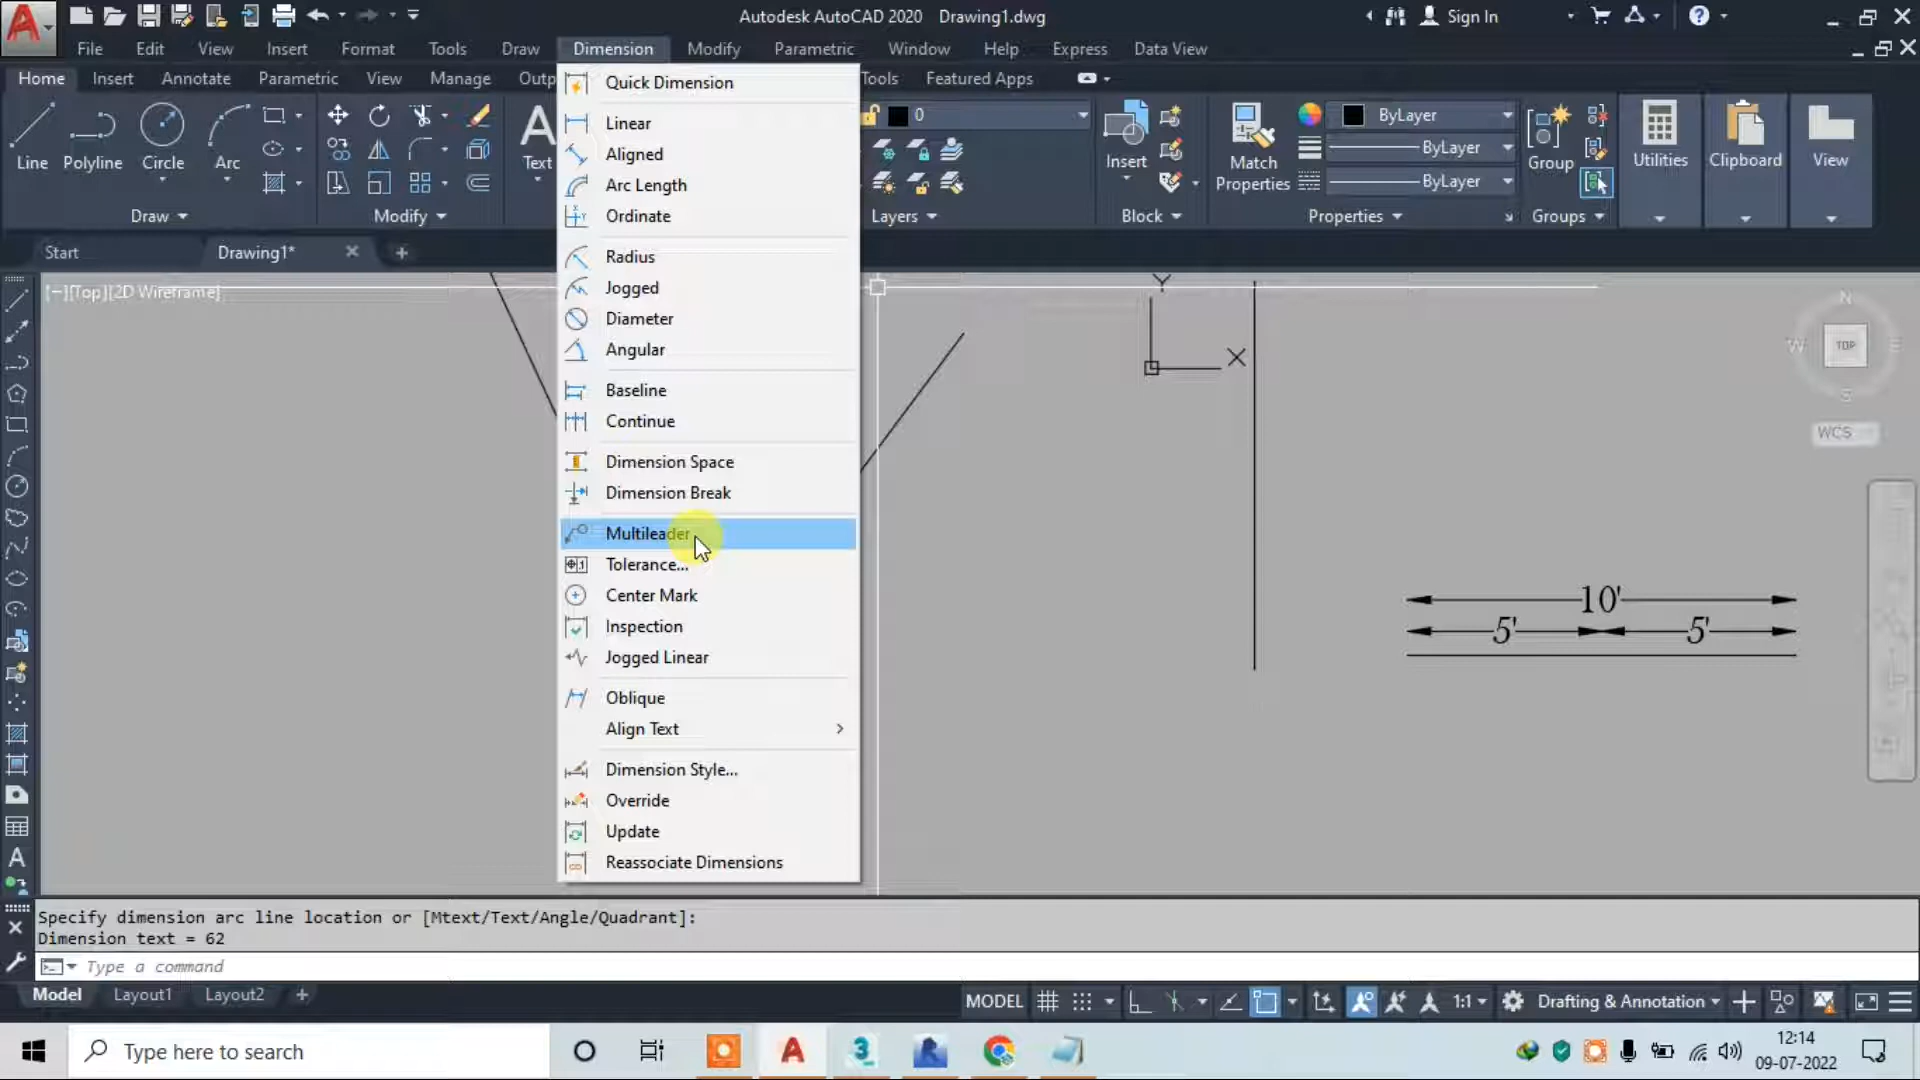 Autodesk AutoCAD 2020 Drawing1.dwg
Sign In
File Edit View Insert Format Tools Draw Dimension Modify Parametric Window Help Express Data View
Home Insert Annotate Parametric View Manage Outp Tools Featured Apps
Line Polyline Circle Arc Text
0
Insert
Match Properties
ByLayer
ByLayer
ByLayer
Group Utilities Clipboard View
Draw Modify Layers Block Properties Groups
Start Drawing1*
[−][Top][2D Wireframe]
Quick Dimension
Linear
Aligned
Arc Length
Ordinate
Radius
Jogged
Diameter
Angular
Baseline
Continue
Dimension Space
Dimension Break
Multileader
Tolerance...
Center Mark
Inspection
Jogged Linear
Oblique
Align Text
Dimension Style...
Override
Update
Reassociate Dimensions
Y
X
N
W TOP E
S
WCS
10'
5' 5'
Specify dimension arc line location or [Mtext/Text/Angle/Quadrant]:
Dimension text = 62
Type a command
Model Layout1 Layout2
MODEL 1:1 Drafting & Annotation
Type here to search
12:14
09-07-2022